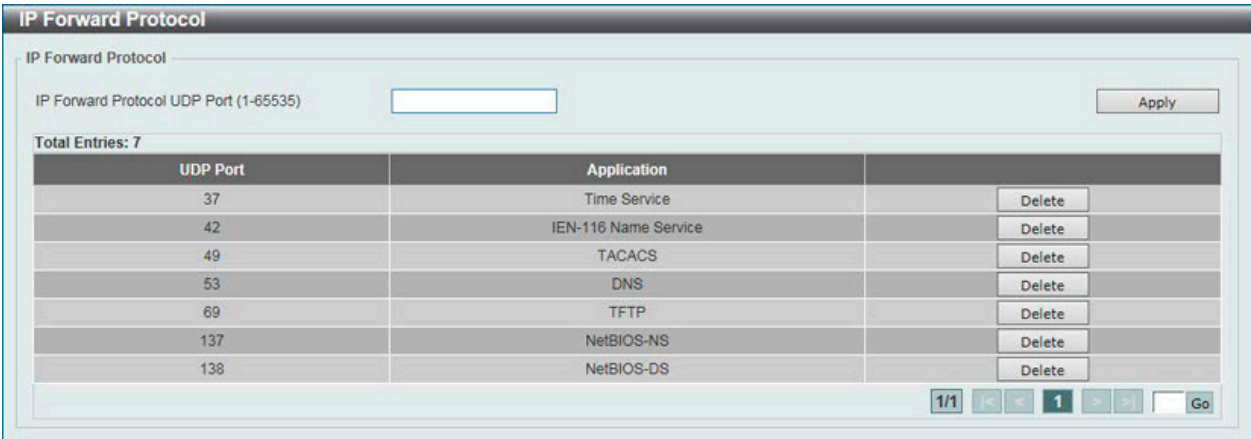 IP Forward Protocol
IP Forward Protocol
IP Forward Protocol UDP Port (1-65535) Apply
Total Entries: 7
UDP Port Application
37 Time Service Delete
42 IEN-116 Name Service Delete
49 TACACS Delete
53 DNS Delete
69 TFTP Delete
137 NetBIOS-NS Delete
138 NetBIOS-DS Delete
1/1 |< < 1 > >| Go